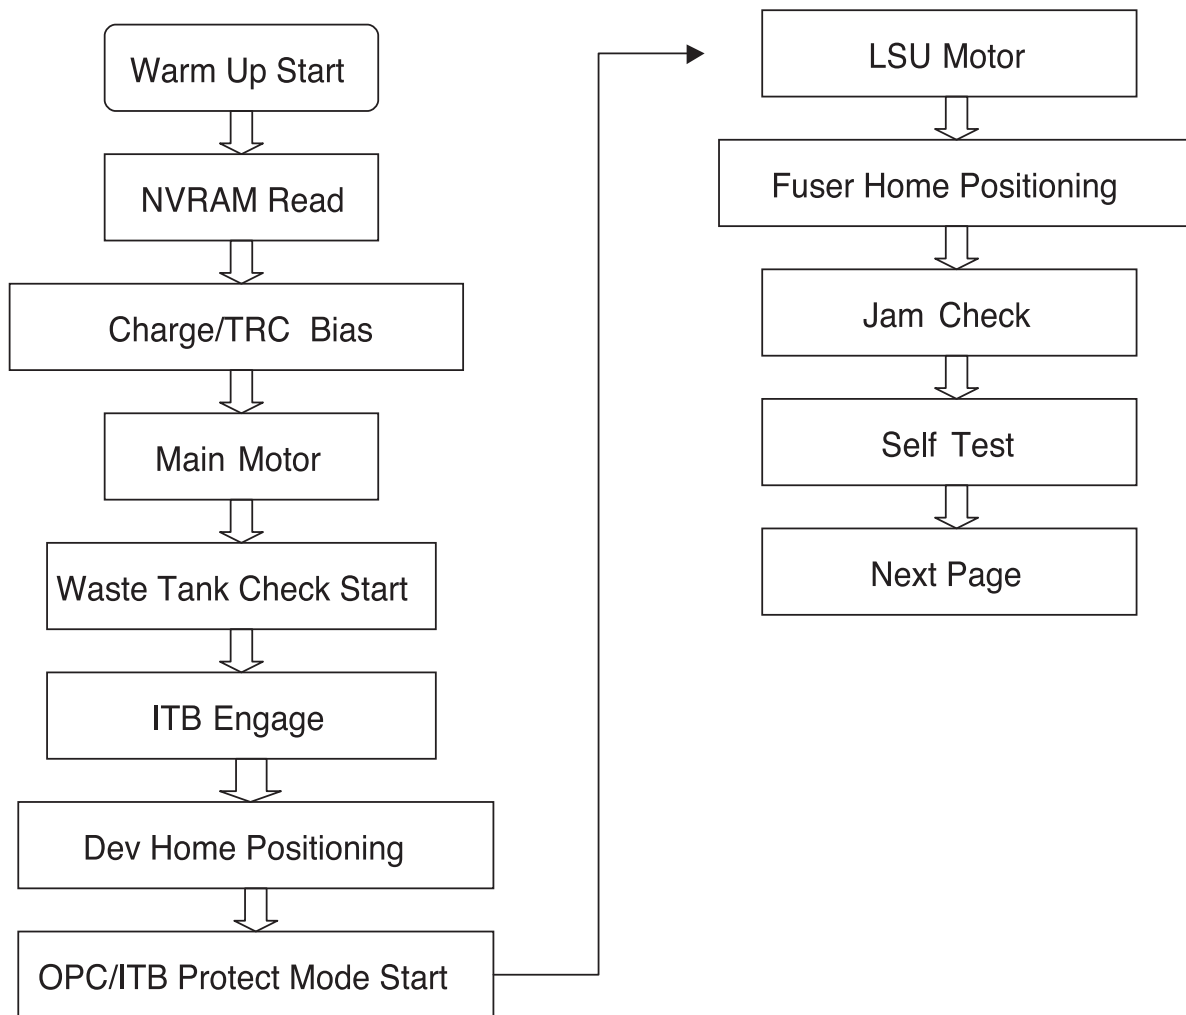 Warm Up Start
NVRAM Read
Charge/TRC Bias
Main Motor
Waste Tank Check Start
ITB Engage
Dev Home Positioning
OPC/ITB Protect Mode Start
LSU Motor
Fuser Home Positioning
Jam Check
Self Test
Next Page